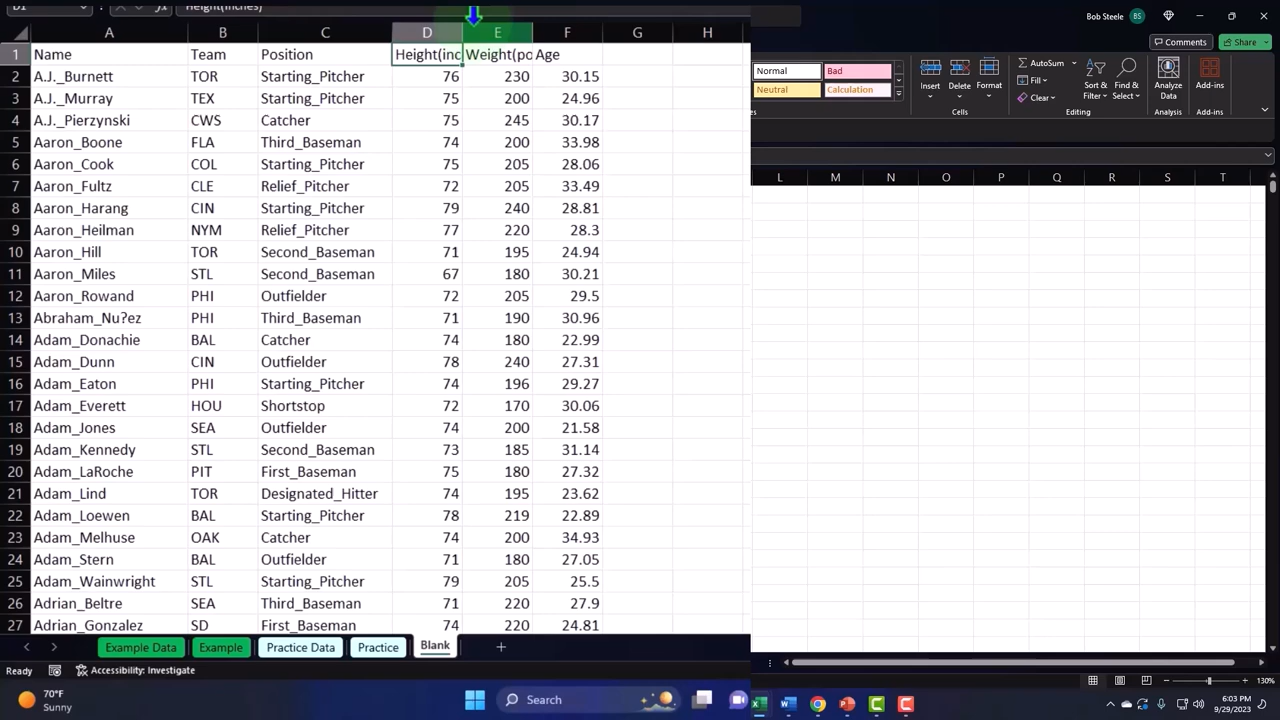 D1
Height(inches)
Bob Steele BS
Comments Share
Normal Bad
Neutral Calculation
Insert Delete Format
Cells
AutoSum
Fill
Clear
Sort & Filter
Find & Select
Editing
Analyze Data
Analysis
Add-ins
Add-ins
A B C D E F G H
L M N O P Q R S T
1 Name Team Position Height(inc Weight(po Age
2 A.J._Burnett TOR Starting_Pitcher 76 230 30.15
3 A.J._Murray TEX Starting_Pitcher 75 200 24.96
4 A.J._Pierzynski CWS Catcher 75 245 30.17
5 Aaron_Boone FLA Third_Baseman 74 200 33.98
6 Aaron_Cook COL Starting_Pitcher 75 205 28.06
7 Aaron_Fultz CLE Relief_Pitcher 72 205 33.49
8 Aaron_Harang CIN Starting_Pitcher 79 240 28.81
9 Aaron_Heilman NYM Relief_Pitcher 77 220 28.3
10 Aaron_Hill TOR Second_Baseman 71 195 24.94
11 Aaron_Miles STL Second_Baseman 67 180 30.21
12 Aaron_Rowand PHI Outfielder 72 205 29.5
13 Abraham_Nu?ez PHI Third_Baseman 71 190 30.96
14 Adam_Donachie BAL Catcher 74 180 22.99
15 Adam_Dunn CIN Outfielder 78 240 27.31
16 Adam_Eaton PHI Starting_Pitcher 74 196 29.27
17 Adam_Everett HOU Shortstop 72 170 30.06
18 Adam_Jones SEA Outfielder 74 200 21.58
19 Adam_Kennedy STL Second_Baseman 73 185 31.14
20 Adam_LaRoche PIT First_Baseman 75 180 27.32
21 Adam_Lind TOR Designated_Hitter 74 195 23.62
22 Adam_Loewen BAL Starting_Pitcher 78 219 22.89
23 Adam_Melhuse OAK Catcher 74 200 34.93
24 Adam_Stern BAL Outfielder 71 180 27.05
25 Adam_Wainwright STL Starting_Pitcher 79 205 25.5
26 Adrian_Beltre SEA Third_Baseman 71 220 27.9
27 Adrian_Gonzalez SD First_Baseman 74 220 24.81
Example Data Example Practice Data Practice Blank
Ready Accessibility: Investigate
130%
70°F
Sunny
Search
6:03 PM
9/29/2023